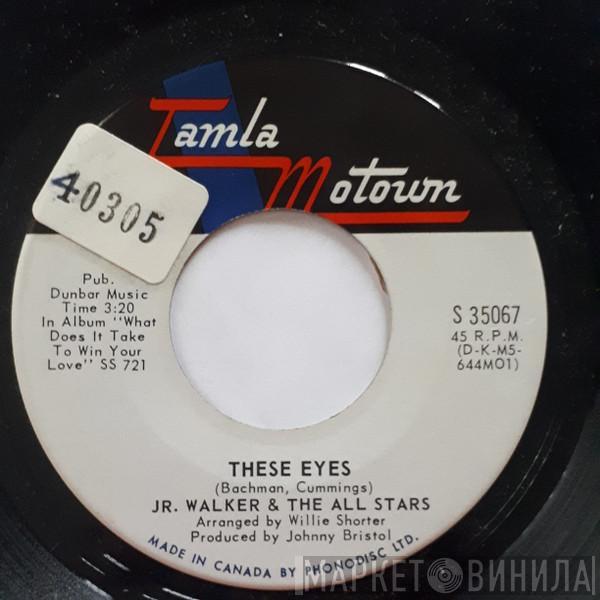 Tamla
Motown
40305
Pub.
Dunbar Music
Time 3:20
In Album "What
Does It Take
To Win Your
Love" SS 721
S 35067
45 R.P.M.
(D-K-M5-
644M01)
THESE EYES
(Bachman, Cummings)
JR. WALKER & THE ALL STARS
Arranged by Willie Shorter
Produced by Johnny Bristol
MADE IN CANADA BY PHONODISC LTD.
МАРКЕТ ВИНИЛА